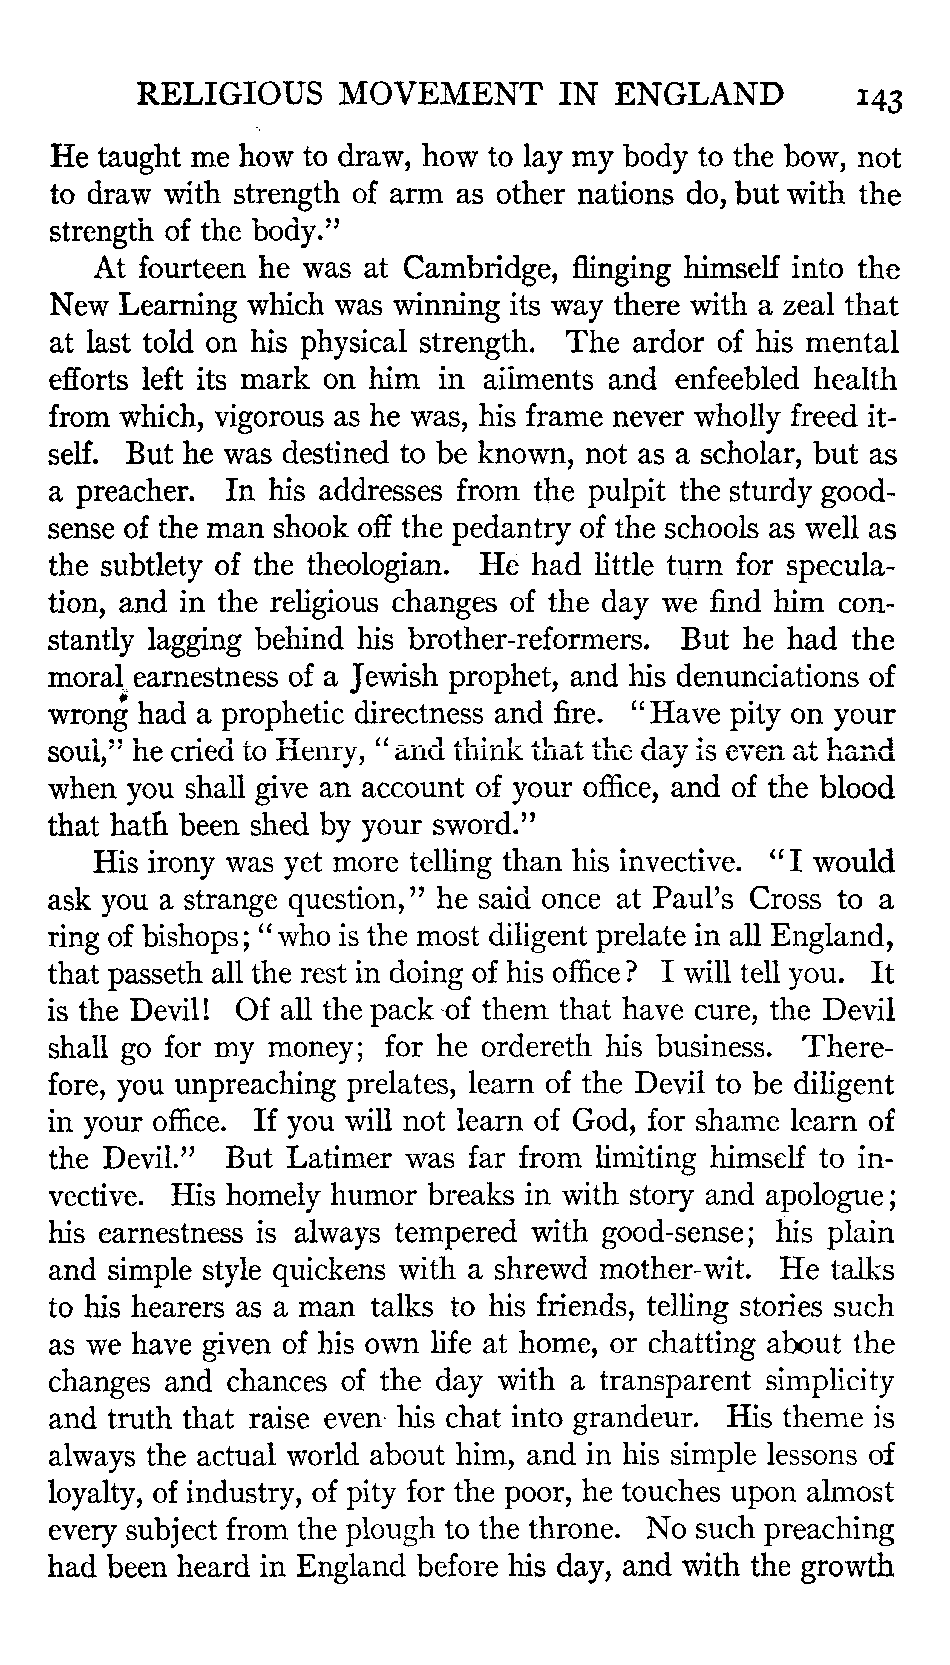 RELIGIOUS MOVEMENT IN ENGLAND 143
He taught me how to draw, how to lay my body to the bow, not
to draw with strength of arm as other nations do, but with the
strength of the body."
At fourteen he was at Cambridge, flinging himself into the
New Learning which was winning its way there with a zeal that
at last told on his physical strength. The ardor of his mental
efforts left its mark on him in ailments and enfeebled health
from which, vigorous as he was, his frame never wholly freed it-
self. But he was destined to be known, not as a scholar, but as
a preacher. In his addresses from the pulpit the sturdy good-
sense of the man shook off the pedantry of the schools as well as
the subtlety of the theologian. He had little turn for specula-
tion, and in the religious changes of the day we find him con-
stantly lagging behind his brother-reformers. But he had the
moral earnestness of a Jewish prophet, and his denunciations of
wrong had a prophetic directness and fire. "Have pity on your
soul," he cried to Henry, "and think that the day is even at hand
when you shall give an account of your office, and of the blood
that hath been shed by your sword."
His irony was yet more telling than his invective. "I would
ask you a strange question," he said once at Paul's Cross to a
ring of bishops; "who is the most diligent prelate in all England,
that passeth all the rest in doing of his office? I will tell you. It
is the Devil! Of all the pack of them that have cure, the Devil
shall go for my money; for he ordereth his business. There-
fore, you unpreaching prelates, learn of the Devil to be diligent
in your office. If you will not learn of God, for shame learn of
the Devil." But Latimer was far from limiting himself to in-
vective. His homely humor breaks in with story and apologue;
his earnestness is always tempered with good-sense; his plain
and simple style quickens with a shrewd mother-wit. He talks
to his hearers as a man talks to his friends, telling stories such
as we have given of his own life at home, or chatting about the
changes and chances of the day with a transparent simplicity
and truth that raise even his chat into grandeur. His theme is
always the actual world about him, and in his simple lessons of
loyalty, of industry, of pity for the poor, he touches upon almost
every subject from the plough to the throne. No such preaching
had been heard in England before his day, and with the growth